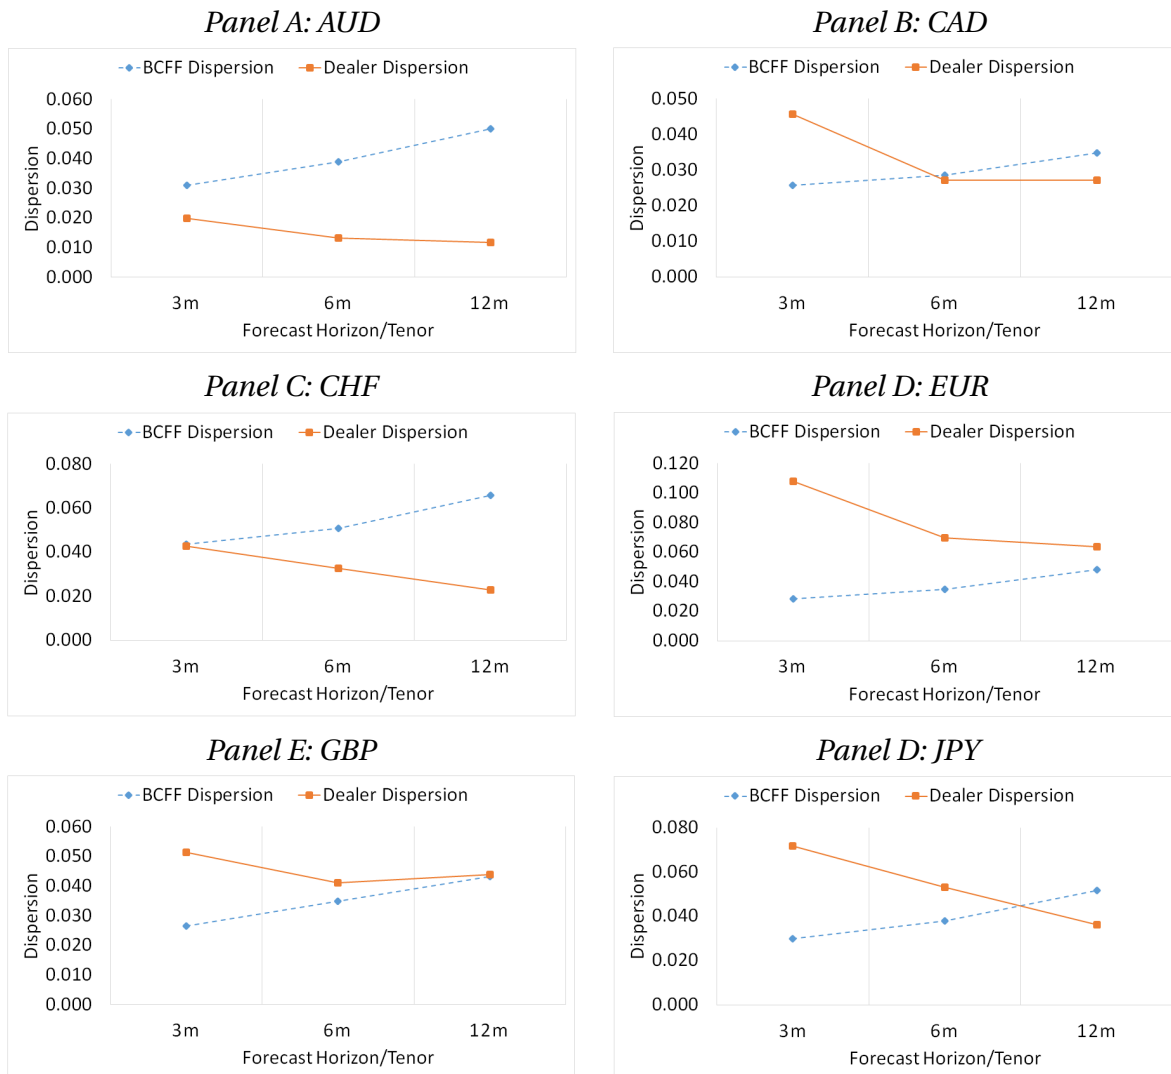 Panel A: AUD
BCFF Dispersion Dealer Dispersion
0.060
0.050
0.040
0.030
0.020
0.010
0.000
Dispersion
3m 6m 12m
Forecast Horizon/Tenor
Panel B: CAD
BCFF Dispersion Dealer Dispersion
0.050
0.040
0.030
0.020
0.010
0.000
Dispersion
3m 6m 12m
Forecast Horizon/Tenor
Panel C: CHF
BCFF Dispersion Dealer Dispersion
0.080
0.060
0.040
0.020
0.000
Dispersion
3m 6m 12m
Forecast Horizon/Tenor
Panel D: EUR
BCFF Dispersion Dealer Dispersion
0.120
0.100
0.080
0.060
0.040
0.020
0.000
Dispersion
3m 6m 12m
Forecast Horizon/Tenor
Panel E: GBP
BCFF Dispersion Dealer Dispersion
0.060
0.050
0.040
0.030
0.020
0.010
0.000
Dispersion
3m 6m 12m
Forecast Horizon/Tenor
Panel D: JPY
BCFF Dispersion Dealer Dispersion
0.080
0.060
0.040
0.020
0.000
Dispersion
3m 6m 12m
Forecast Horizon/Tenor